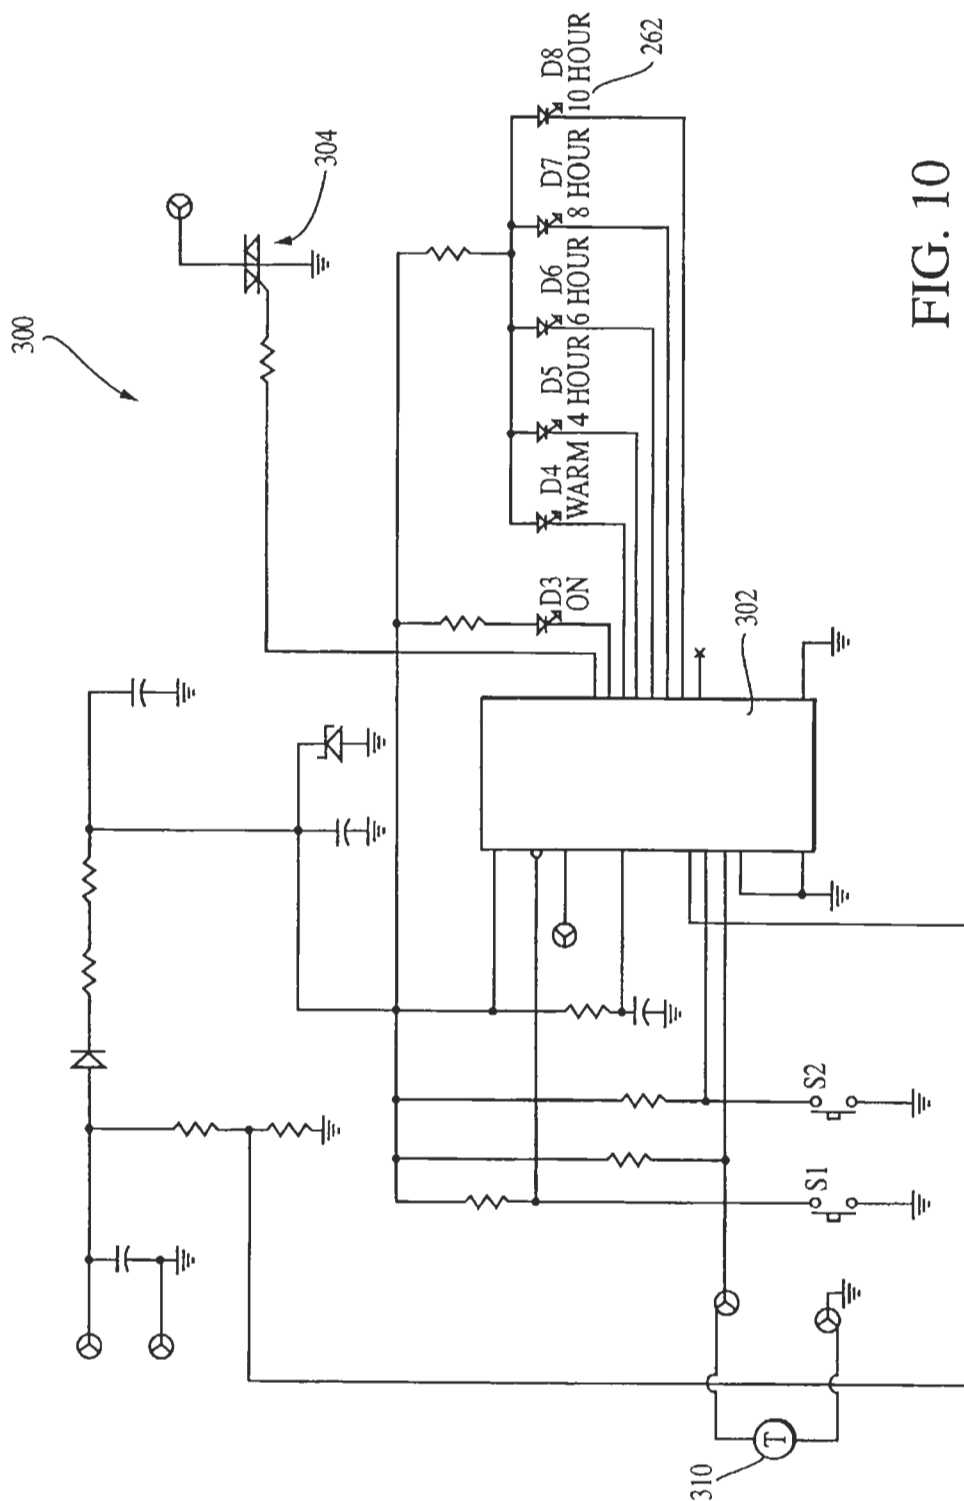 300
304
D3
ON
D4
WARM
D5
4 HOUR
D6
6 HOUR
D7
8 HOUR
D8
10 HOUR
262
302
S1
S2
T
310
FIG. 10